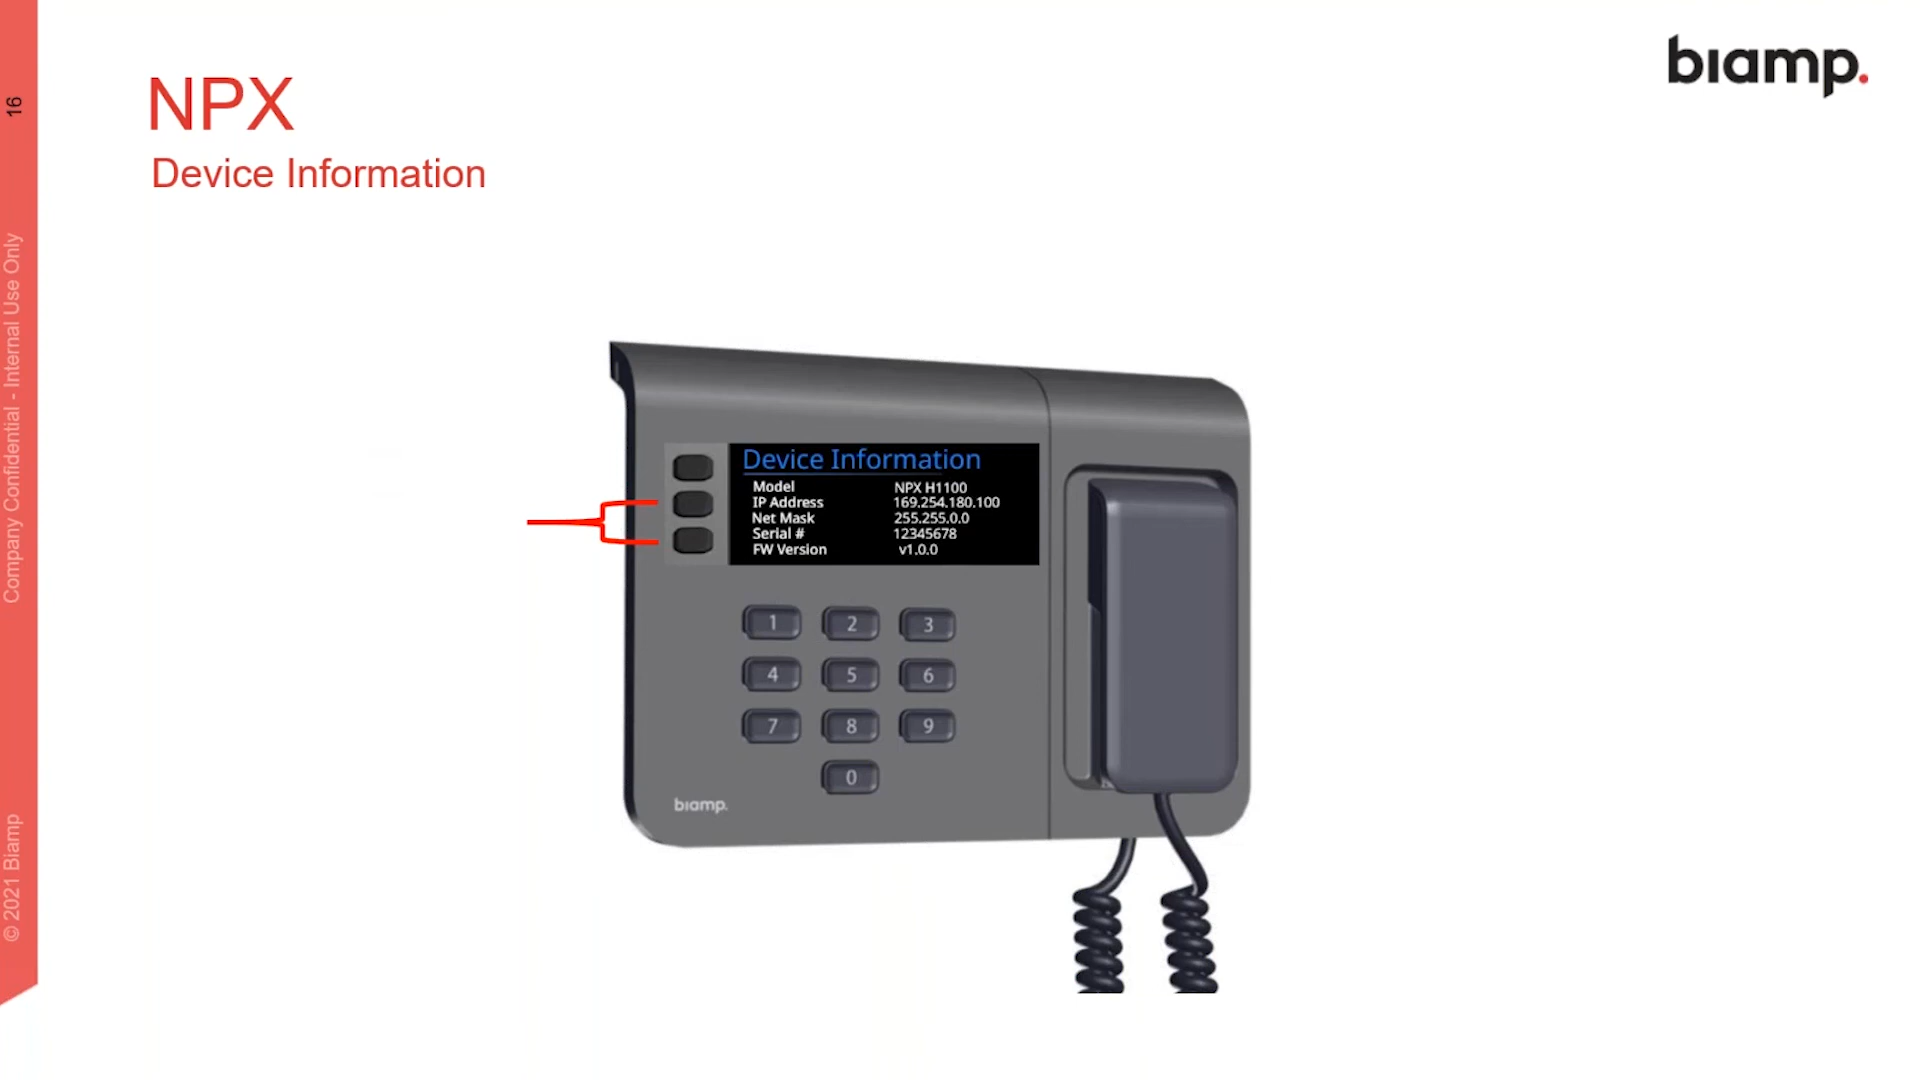 16
Company Confidential - Internal Use Only
© 2021 Biamp
NPX
Device Information
biamp.
Device Information
Model NPX H1100
IP Address 169.254.180.100
Net Mask 255.255.0.0
Serial # 12345678
FW Version v1.0.0
1 2 3
4 5 6
7 8 9
0
biamp.